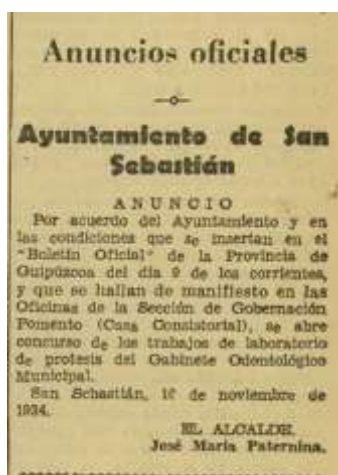 Anuncios oficiales
Ayuntamiento de San
Sebastián
ANUNCIO
Por acuerdo del Ayuntamiento y en
las condiciones que se insertan en el
"Boletín Oficial" de la Provincia de
Guipúzcoa del día 9 de los corrientes,
y que se hallan de manifiesto en las
Oficinas de la Sección de Gobernación
Fomento (Casa Consistorial), se abre
concurso de los trabajos de laboratorio
de protesis del Gabinete Odontológico
Municipal.
San Sebastián, de noviembre de
1934.
EL ALCALDE,
José María Paternina.